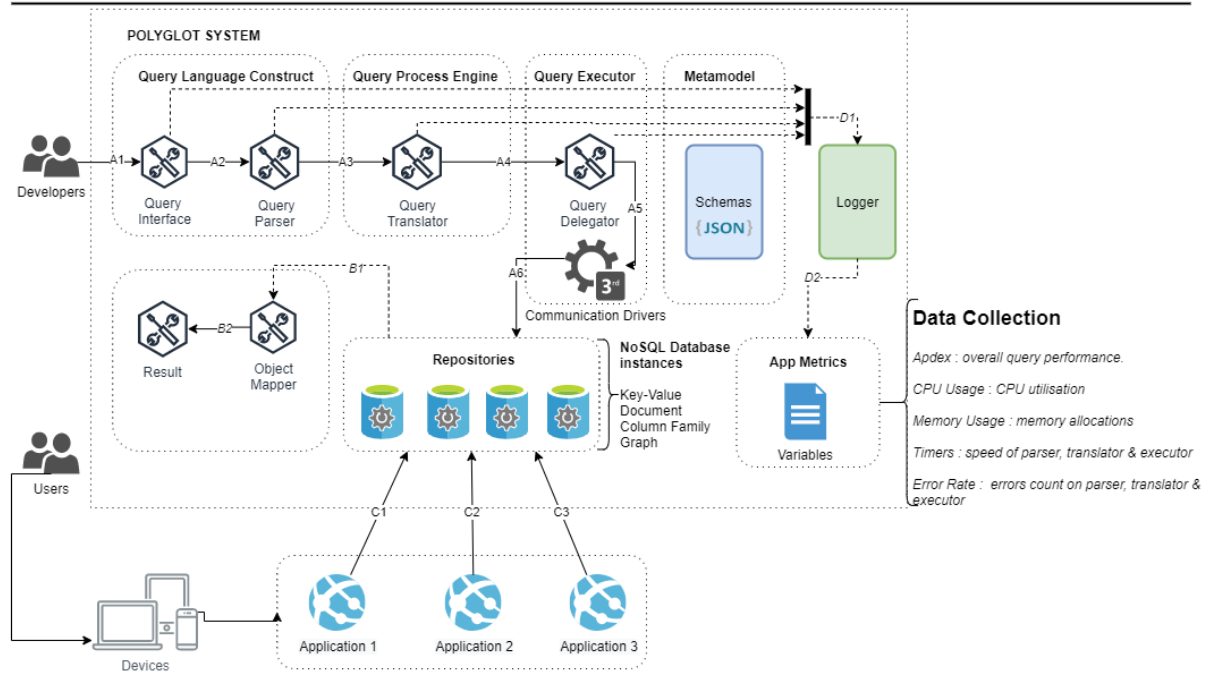 POLYGLOT SYSTEM
Query Language Construct
Query Process Engine
Query Executor
Metamodel
Developers
A1
A2
A3
A4
A5
A6
D1
Query
Interface
Query
Parser
Query
Translator
Query
Delegator
Schemas
{JSON}
Logger
3rd
Communication Drivers
B1
B2
D2
Result
Object
Mapper
Repositories
NoSQL Database
instances
Key-Value
Document
Column Family
Graph
App Metrics
Variables
Data Collection
Apdex : overall query performance.
CPU Usage : CPU utilisation
Memory Usage : memory allocations
Timers : speed of parser, translator & executor
Error Rate : errors count on parser, translator &
executor
Users
C1
C2
C3
Application 1
Application 2
Application 3
Devices